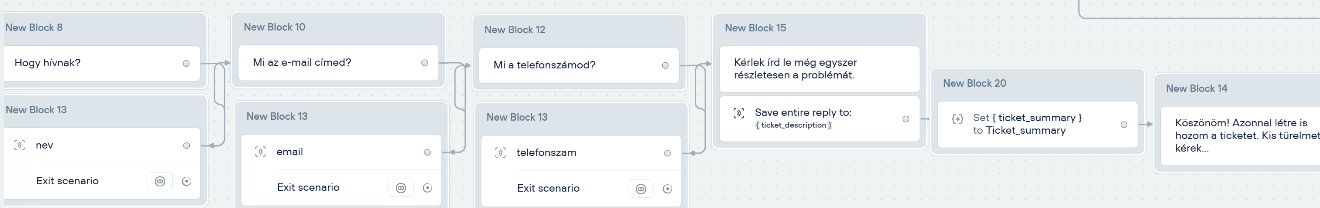 New Block 8
Hogy hívnak?
New Block 13
nev
Exit scenario
New Block 10
Mi az e-mail címed?
New Block 13
email
Exit scenario
New Block 12
Mi a telefonszámod?
New Block 13
telefonszam
Exit scenario
New Block 15
Kérlek írd le még egyszer
részletesen a problémát.
Save entire reply to:
{ticket_description}
New Block 20
Set { ticket_summary }
to Ticket_summary
New Block 14
Köszönöm! Azonnal létre is
hozom a ticketet. Kis türelmet
kérek...